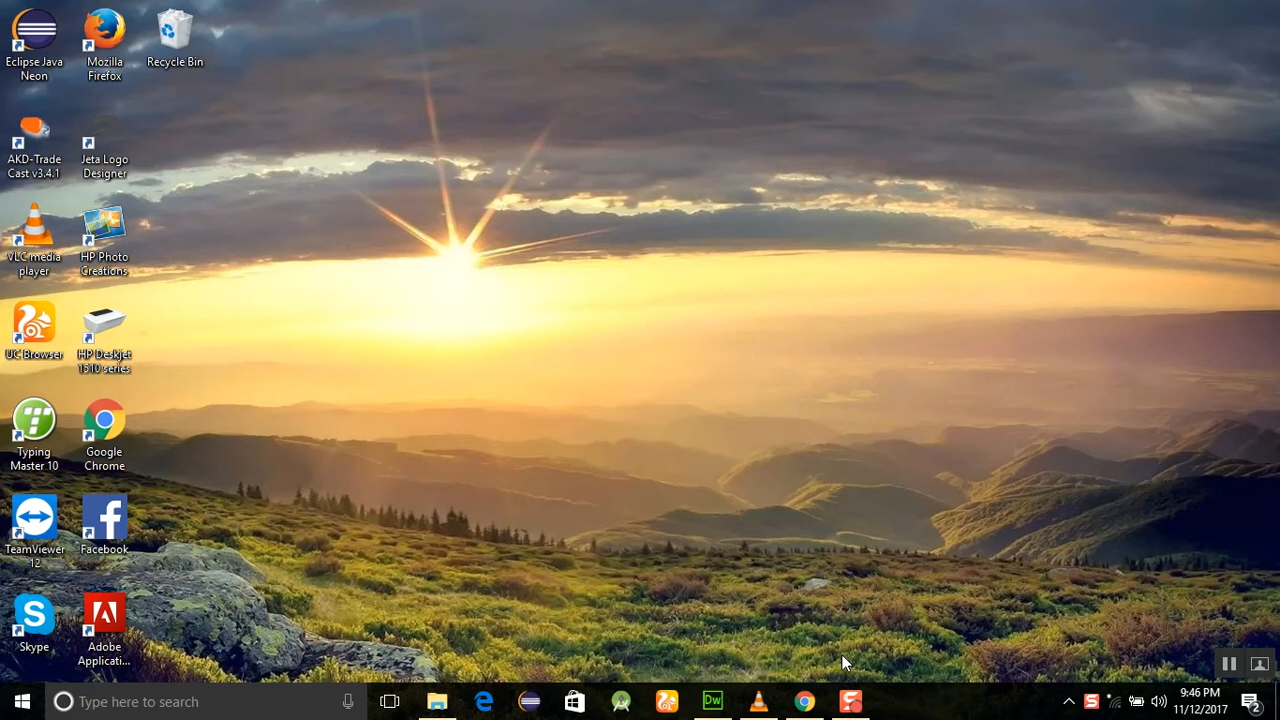 Eclipse Java
Neon
Mozilla
Firefox
Recycle Bin
AKD-Trade
Cast v3.4.1
Jeta Logo
Designer
VLC media
player
HP Photo
Creations
UC Browser
HP Deskjet
1510 series
Typing
Master 10
Google
Chrome
TeamViewer
12
Facebook
Skype
Adobe
Applicati...
Type here to search
Dw
9:46 PM
11/12/2017
2